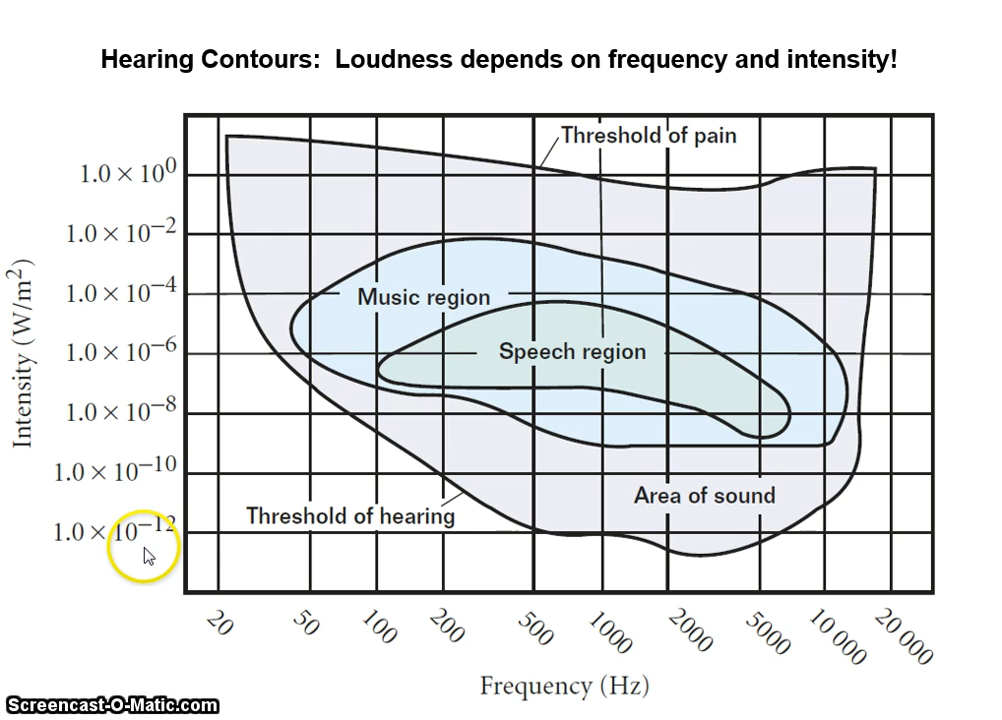 Hearing Contours:  Loudness depends on frequency and intensity!
Threshold of pain
1.0 × 10⁰
1.0 × 10⁻²
Music region
1.0 × 10⁻⁴
Speech region
1.0 × 10⁻⁶
1.0 × 10⁻⁸
1.0 × 10⁻¹⁰
Area of sound
Threshold of hearing
1.0 × 10⁻¹²
Intensity (W/m²)
20 50 100 200 500 1000 2000 5000 10 000 20 000
Frequency (Hz)
Screencast-O-Matic.com